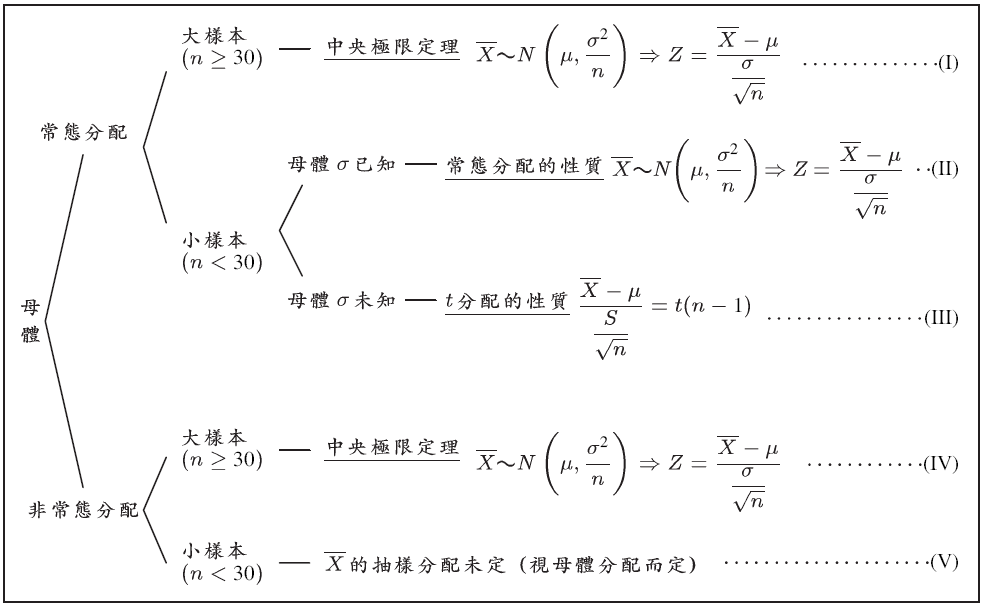 大樣本
(n ≥ 30) 中央極限定理 X̅~N(μ, σ²/n) ⇒ Z = (X̅ − μ)/(σ/√n) ··············(I)
常態分配
母體 σ 已知 常態分配的性質 X̅~N(μ, σ²/n) ⇒ Z = (X̅ − μ)/(σ/√n) ··(II)
小樣本
(n < 30)
母體 σ 未知 t分配的性質 (X̅ − μ)/(S/√n) = t(n − 1) ················(III)
母
體
大樣本
(n ≥ 30) 中央極限定理 X̅~N(μ, σ²/n) ⇒ Z = (X̅ − μ)/(σ/√n) ············(IV)
非常態分配
小樣本
(n < 30) X̅ 的抽樣分配未定 (視母體分配而定) ·····················(V)